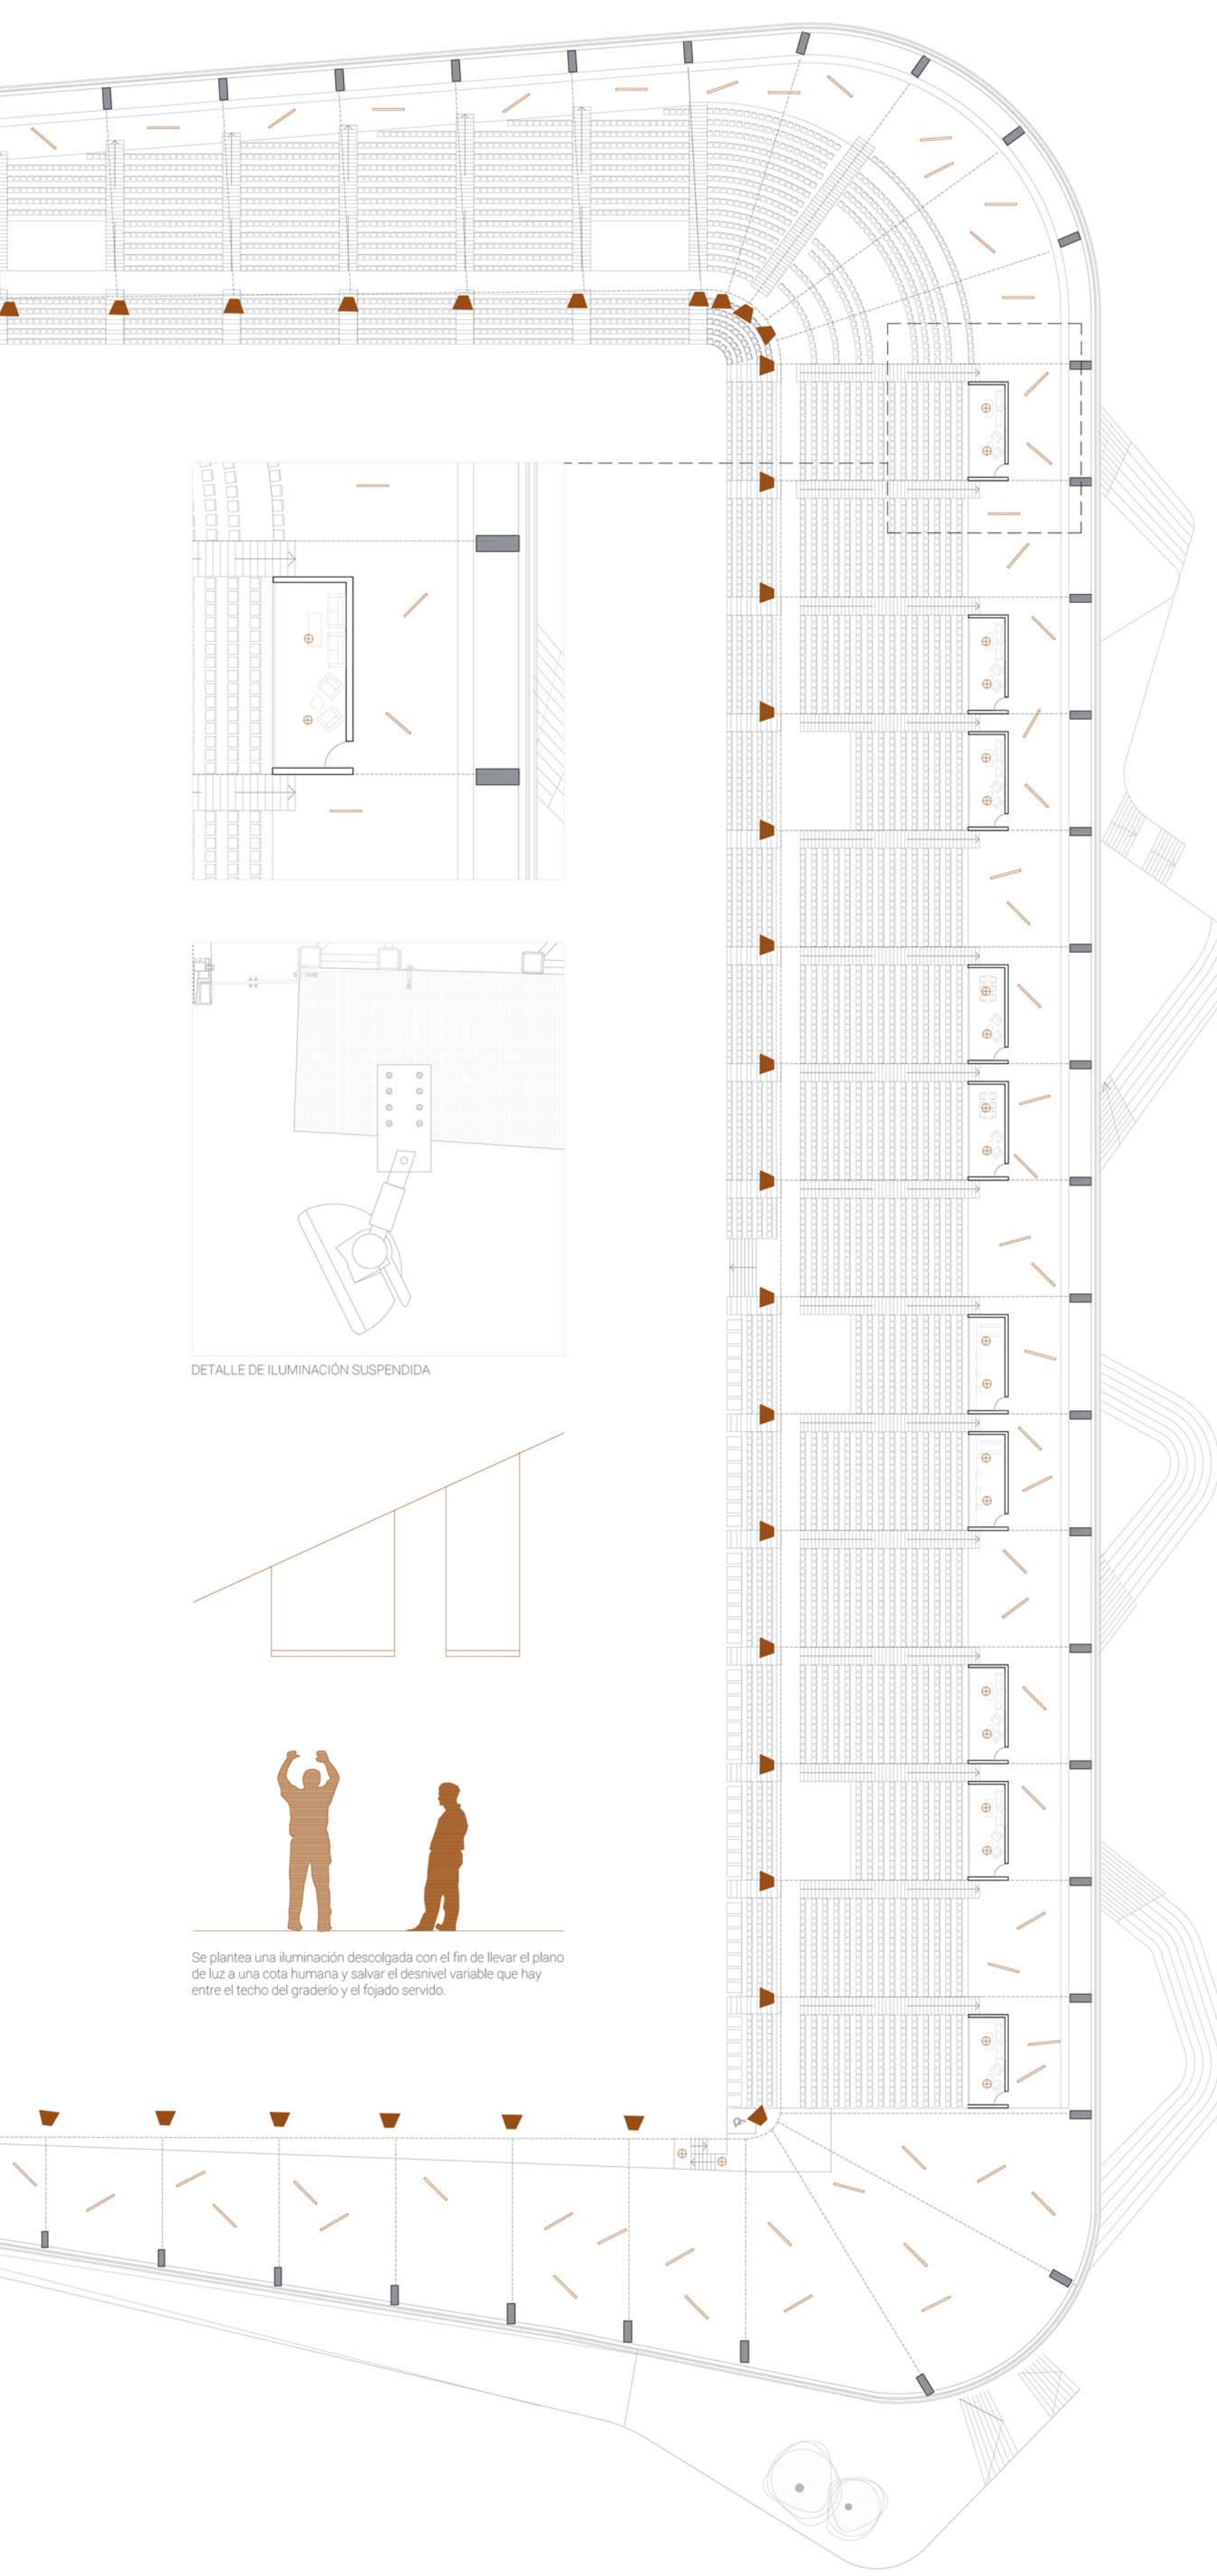 DETALLE DE ILUMINACIÓN SUSPENDIDA
Se plantea una iluminación descolgada con el fin de llevar el plano
de luz a una cota humana y salvar el desnivel variable que hay
entre el techo del graderío y el fojado servido.